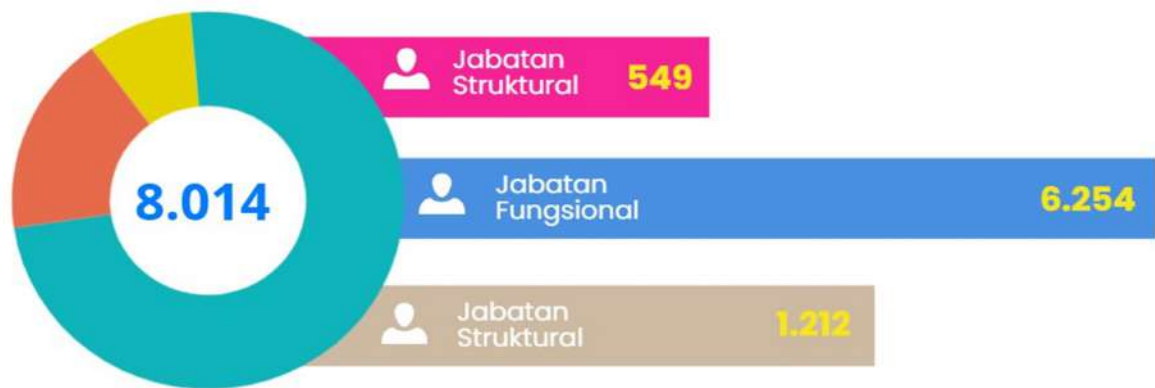 Jabatan
Struktural
549
8.014
Jabatan
Fungsional
6.254
Jabatan
Struktural
1.212